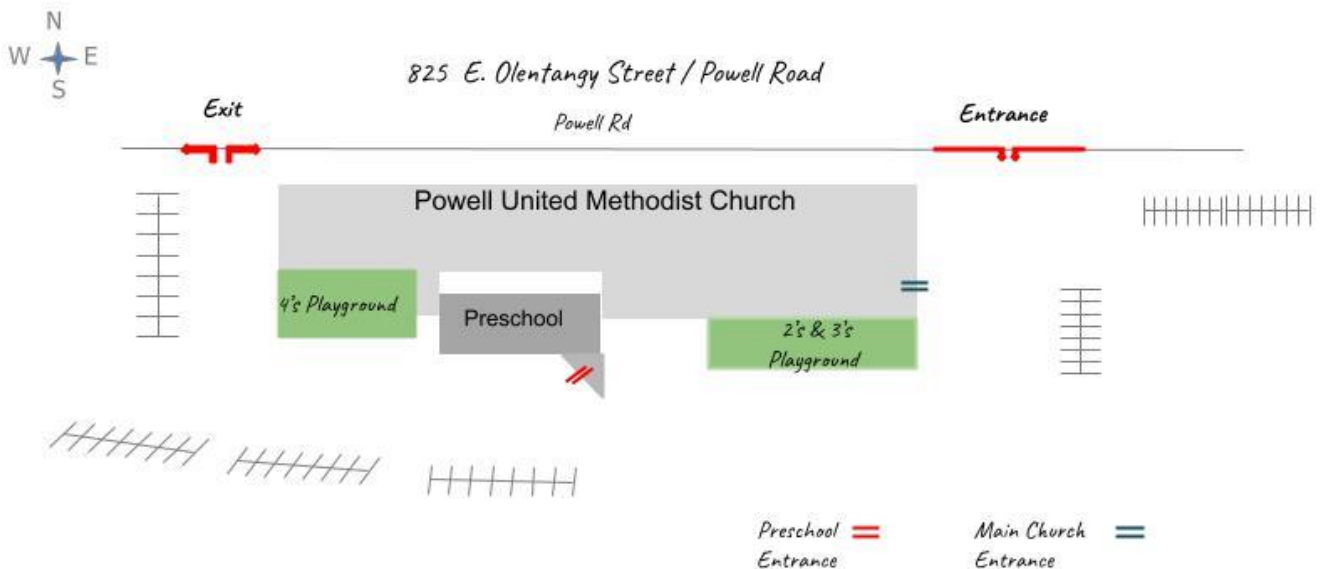 N
W E
S
825 E. Olentangy Street / Powell Road
Exit
Powell Rd
Entrance
Powell United Methodist Church
4's Playground
Preschool
2's & 3's
Playground
Preschool
Entrance
Main Church
Entrance